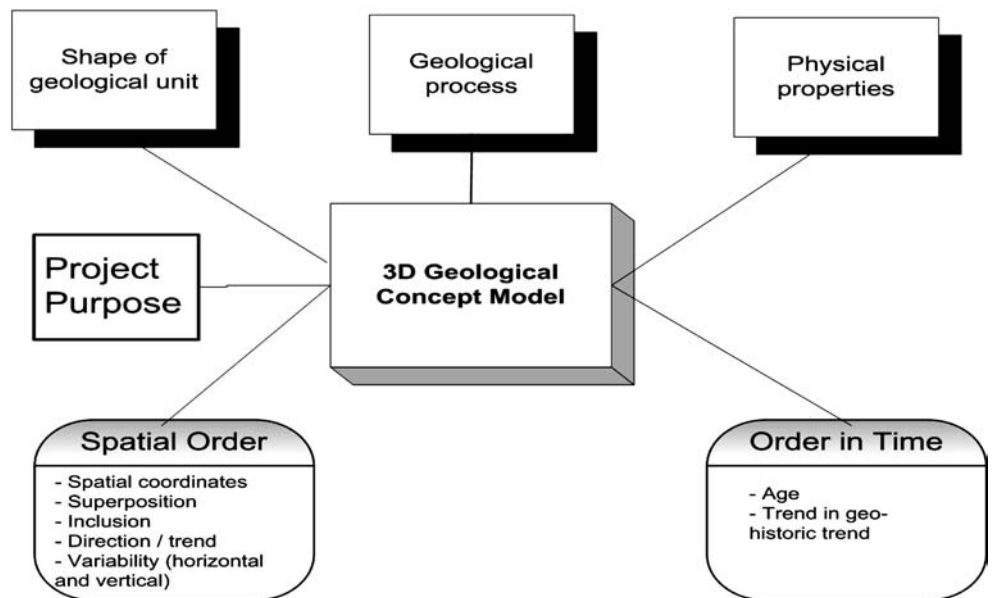 Shape of
geological unit
Geological
process
Physical
properties
Project
Purpose
3D Geological
Concept Model
Spatial Order
- Spatial coordinates
- Superposition
- Inclusion
- Direction / trend
- Variability (horizontal
and vertical)
Order in Time
- Age
- Trend in geo-
historic trend